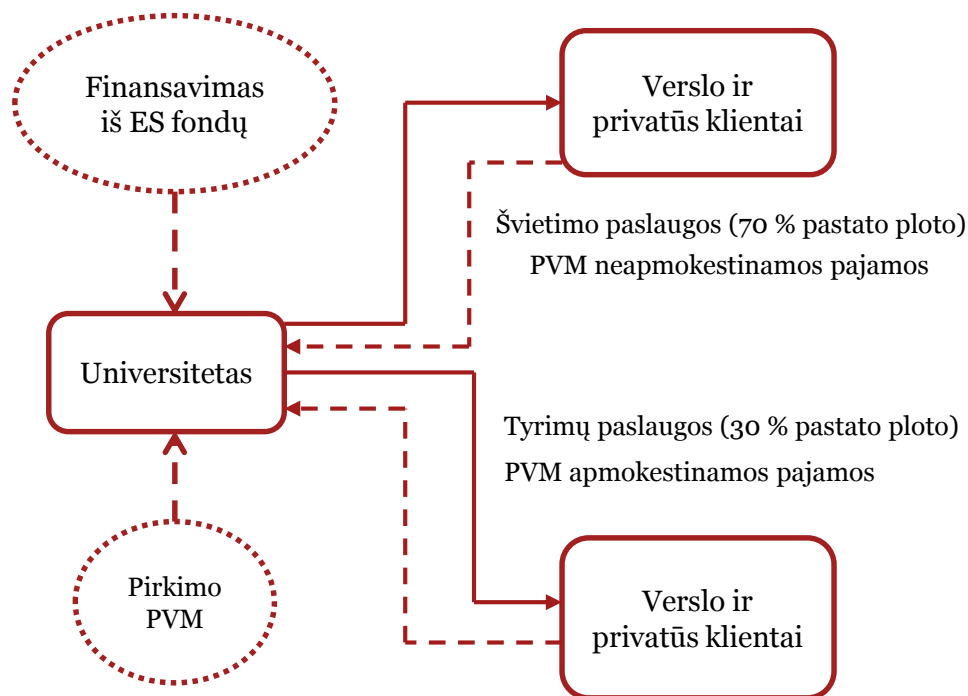 Finansavimas
iš ES fondų
Verslo ir
privatūs klientai
Švietimo paslaugos (70 % pastato ploto)
PVM neapmokestinamos pajamos
Universitetas
Tyrimų paslaugos (30 % pastato ploto)
PVM apmokestinamos pajamos
Pirkimo
PVM
Verslo ir
privatūs klientai